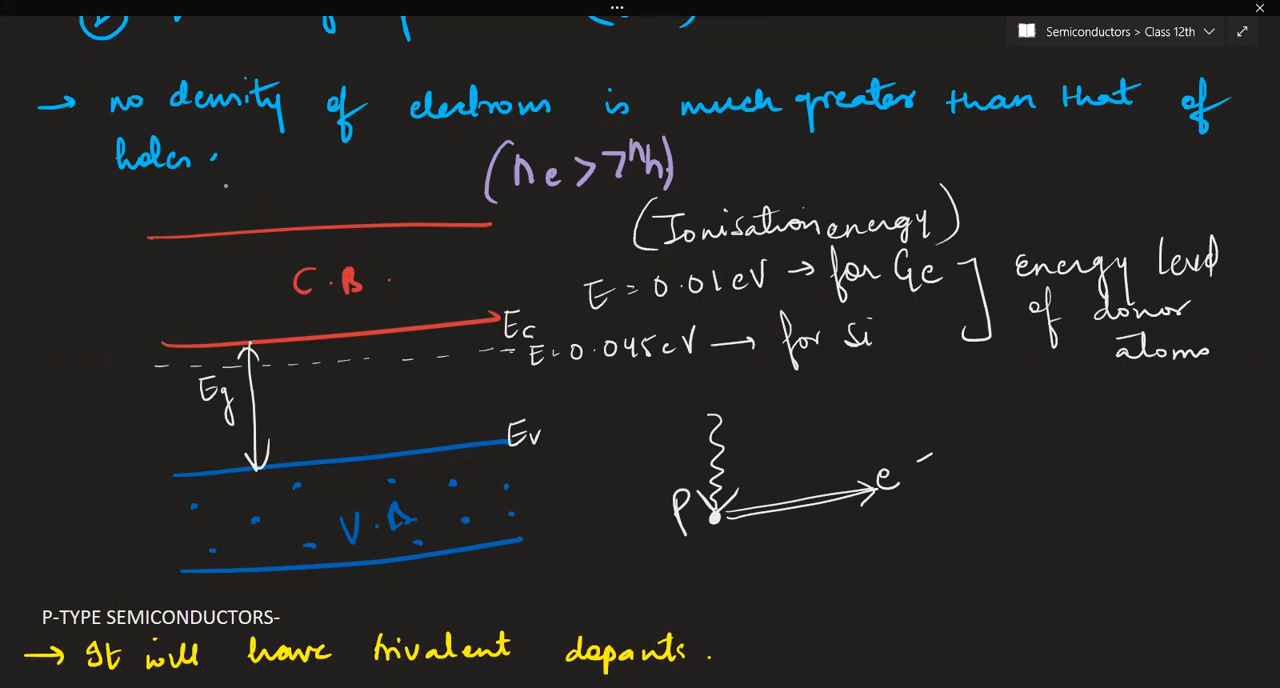 Semiconductors > Class 12th
→ no density of electrons is much greater than that of
holes.
(ne >> nh)
(Ionisation energy)
C.B.
E = 0.01eV → for Ge
energy level
of donor
atoms
Ec
E = 0.045eV → for Si
Eg
Ev
P
e-
V.B
P-TYPE SEMICONDUCTORS-
→ It will have trivalent dopants.